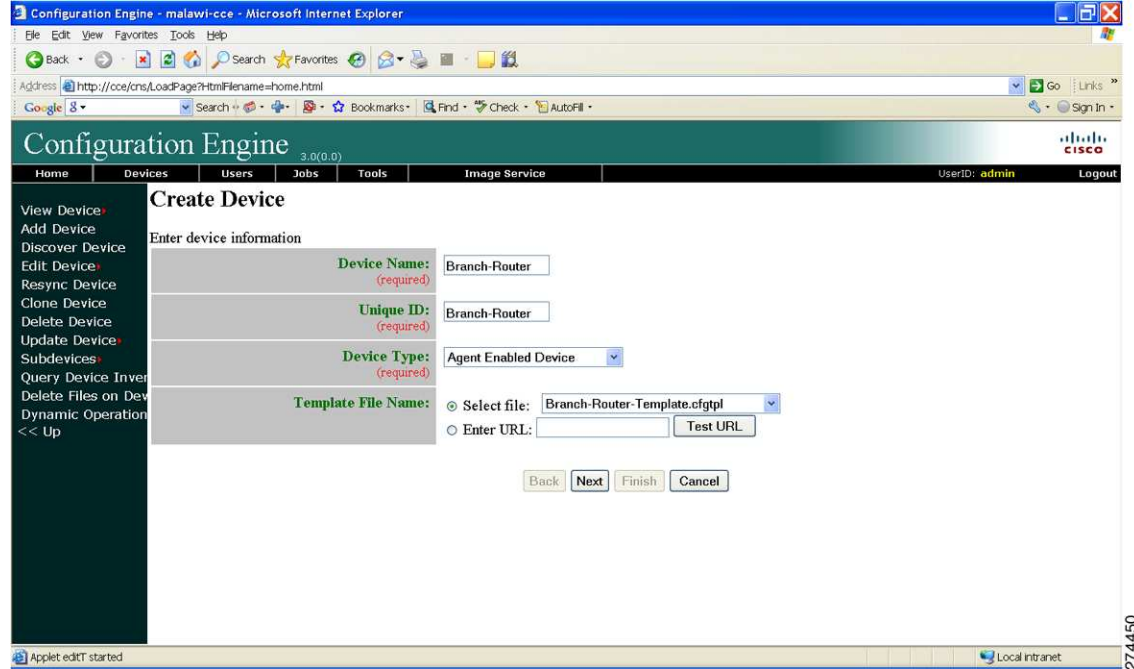 Configuration Engine - malawi-cce - Microsoft Internet Explorer
File Edit View Favorites Tools Help
Back Search Favorites
Address http://cce/cns/LoadPage?HtmlFilename=home.html Go Links »
Google Search Bookmarks Find Check AutoFill Sign In
Configuration Engine 3.0(0.0) CISCO
Home Devices Users Jobs Tools Image Service UserID: admin Logout
View Device
Add Device
Discover Device
Edit Device
Resync Device
Clone Device
Delete Device
Update Device
Subdevices
Query Device Inver
Delete Files on Dev
Dynamic Operation
<< Up
Create Device
Enter device information
Device Name: Branch-Router
(required)
Unique ID: Branch-Router
(required)
Device Type: Agent Enabled Device
(required)
Template File Name: Select file: Branch-Router-Template.cfgtpl
Enter URL: Test URL
Back Next Finish Cancel
Applet editT started Local intranet
274450